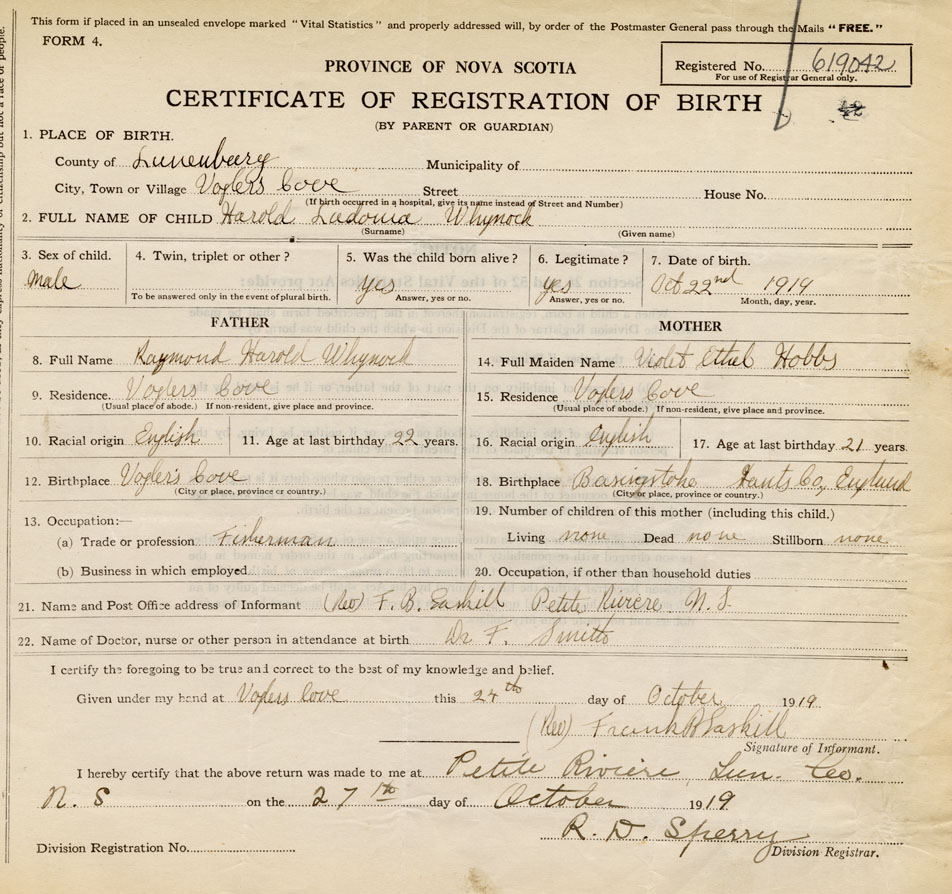 This form if placed in an unsealed envelope marked "Vital Statistics" and properly addressed will, by order of the Postmaster General pass through the Mails "FREE."
FORM 4.
Registered No. 619042
For use of Registrar General only.
PROVINCE OF NOVA SCOTIA
CERTIFICATE OF REGISTRATION OF BIRTH
42
(BY PARENT OR GUARDIAN)
1. PLACE OF BIRTH.
County of Lunenburg Municipality of
City, Town or Village Voglers Cove Street House No.
(If birth occurred in a hospital, give its name instead of Street and Number)
2. FULL NAME OF CHILD Harold Ladonia Whynock
(Surname) (Given name)
3. Sex of child. 4. Twin, triplet or other? 5. Was the child born alive? 6. Legitimate? 7. Date of birth.
Male yes yes Oct 22nd 1919
To be answered only in the event of plural birth. Answer, yes or no. Answer, yes or no. Month, day, year.
FATHER MOTHER
8. Full Name Raymond Harold Whynock 14. Full Maiden Name Violet Ethel Hobbs
9. Residence. Voglers Cove 15. Residence Voglers Cove
(Usual place of abode.) If non-resident, give place and province. (Usual place of abode.) If non-resident, give place and province.
10. Racial origin English 11. Age at last birthday 22 years. 16. Racial origin English 17. Age at last birthday 21 years.
12. Birthplace Vogler's Cove 18. Birthplace Basingstoke Hants Co, England
(City or place, province or country.) (City or place, province or country.)
13. Occupation:— 19. Number of children of this mother (including this child.)
(a) Trade or profession Fisherman Living none Dead none Stillborn none
(b) Business in which employed 20. Occupation, if other than household duties
21. Name and Post Office address of Informant (Rev) F. B. Gaskill Petite Riviere N. S.
22. Name of Doctor, nurse or other person in attendance at birth Dr F. Smith
I certify the foregoing to be true and correct to the best of my knowledge and belief.
Given under my hand at Voglers Cove this 24th day of October 1919.
(Rev) Frank B Gaskill
Signature of Informant.
I hereby certify that the above return was made to me at Petite Riviere Lun. Co.
N. S on the 27th day of October 1919
R. D. Sperry
Division Registration No. Division Registrar.